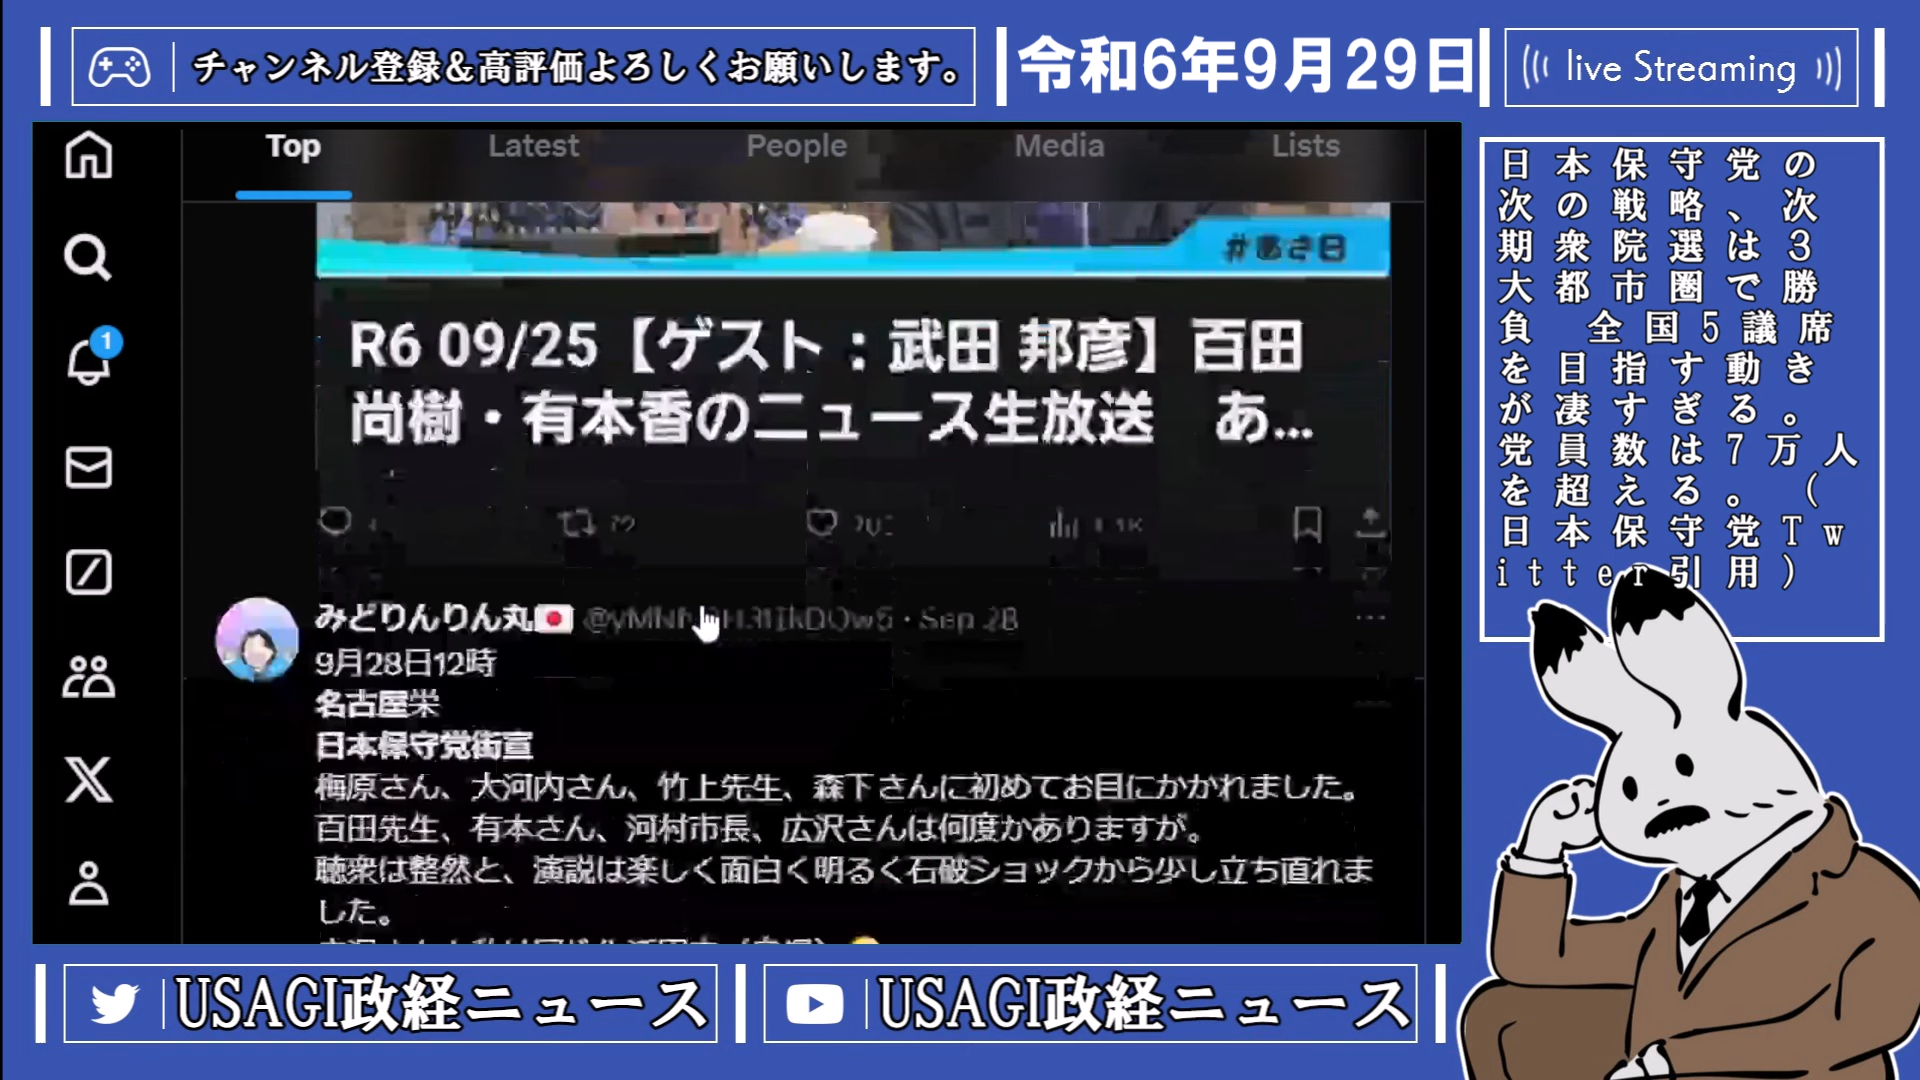 チャンネル登録＆高評価よろしくお願いします。
令和6年9月29日
live Streaming
Top Latest People Media Lists
1
#あさ8
R6 09/25【ゲスト：武田 邦彦】百田
尚樹・有本香のニュース生放送　あ...
みどりんりん丸🇯🇵 · Sep 28
9月28日12時
名古屋栄
日本保守党街宣
梅原さん、大河内さん、竹上先生、森下さんに初めてお目にかかれました。
百田先生、有本さん、河村市長、広沢さんは何度かありますが。
聴衆は整然と、演説は楽しく面白く明るく石破ショックから少し立ち直れま
した。
日本保守党の
次の戦略、次
期衆院選は３
大都市圏で勝
負　全国5議席
を目指す動き
が凄すぎる。
党員数は7万人
を超える。（
日本保守党Tw
itter引用）
USAGI政経ニュース
USAGI政経ニュース